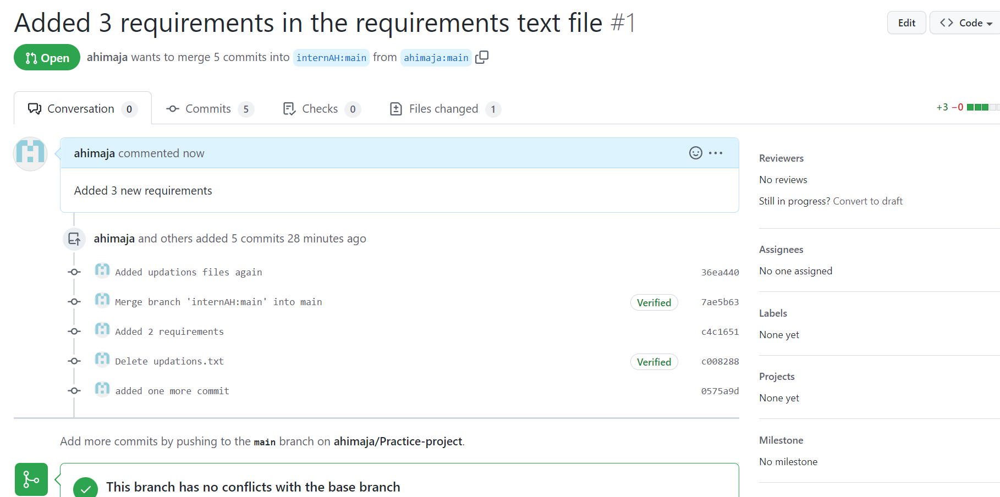 Added 3 requirements in the requirements text file #1
Edit
Code
Open
ahimaja wants to merge 5 commits into internAH:main from ahimaja:main
Conversation 0
Commits 5
Checks 0
Files changed 1
+3 −0
ahimaja commented now
Added 3 new requirements
ahimaja and others added 5 commits 28 minutes ago
Added updations files again 36ea440
Merge branch 'internAH:main' into main Verified 7ae5b63
Added 2 requirements c4c1651
Delete updations.txt Verified c008288
added one more commit 0575a9d
Add more commits by pushing to the main branch on ahimaja/Practice-project.
This branch has no conflicts with the base branch
Reviewers
No reviews
Still in progress? Convert to draft
Assignees
No one assigned
Labels
None yet
Projects
None yet
Milestone
No milestone